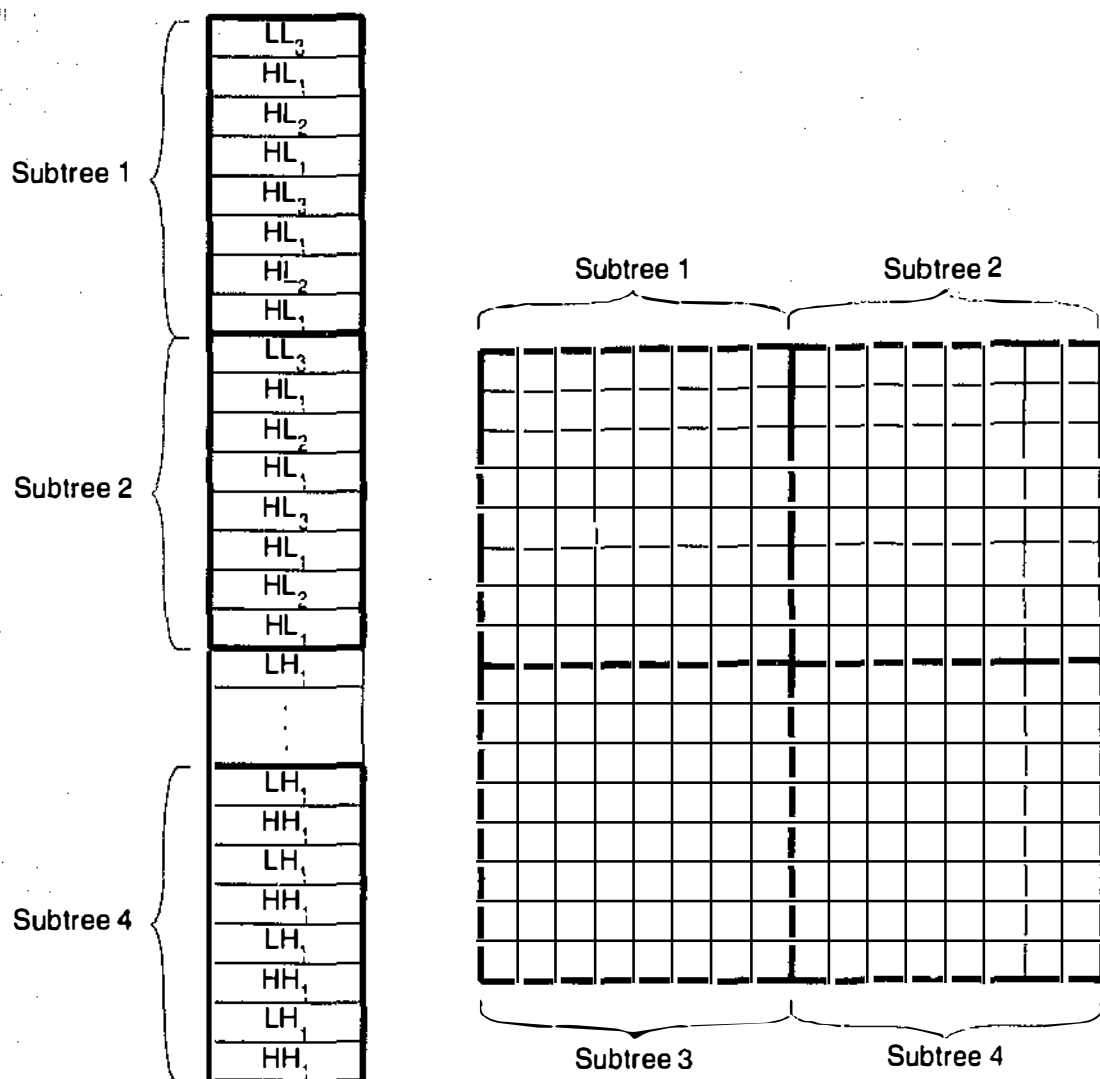 LL₃
HL₁
HL₂
HL₁
Subtree 1
HL₃
HL₁
HL₂
HL₁
LL₃
HL₁
HL₂
HL₁
Subtree 2
HL₃
HL₁
HL₂
HL₁
LH₁
LH₁
HH₁
LH₁
HH₁
Subtree 4
LH₁
HH₁
LH₁
HH₁
Subtree 1 Subtree 2
Subtree 3 Subtree 4